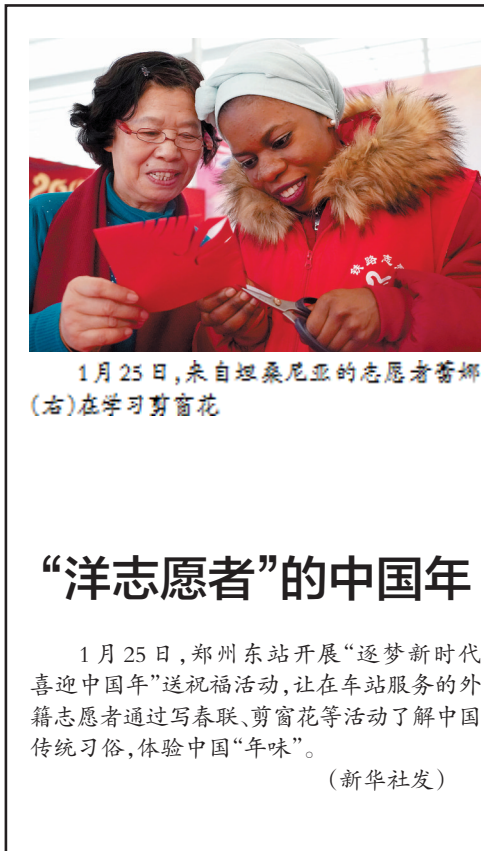 20
铁路志
1月25日,来自坦桑尼亚的志愿者蕾娜
(右)在学习剪窗花
“洋志愿者”的中国年
1月25日,郑州东站开展“逐梦新时代
喜迎中国年”送祝福活动,让在车站服务的外
籍志愿者通过写春联、剪窗花等活动了解中国
传统习俗,体验中国“年味”。
(新华社发)